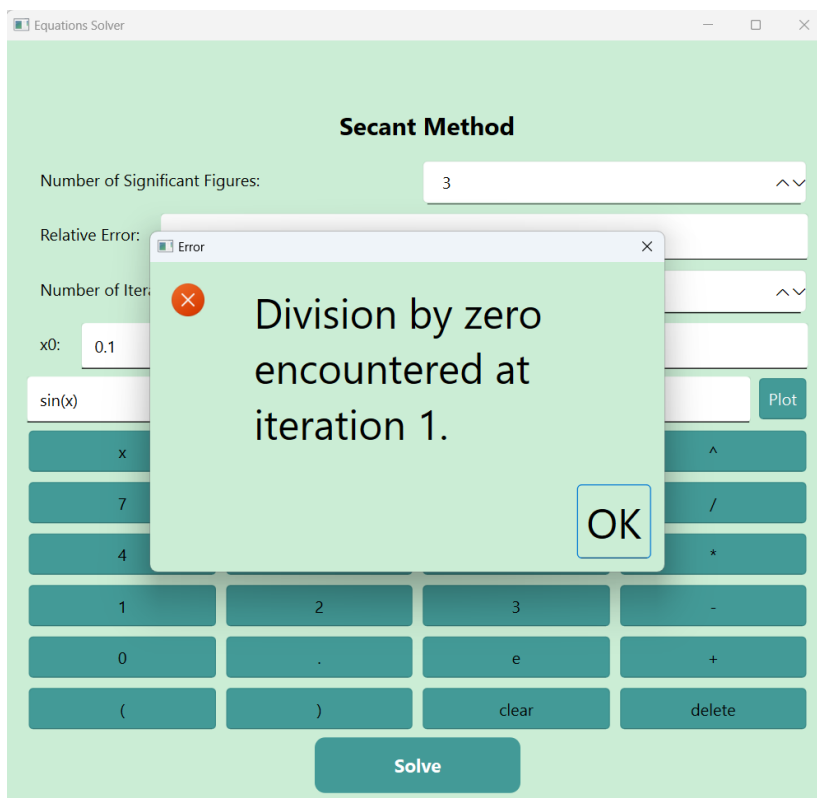 Equations Solver
Secant Method
Number of Significant Figures:
3
Relative Error:
Error
Number of Iter
Division by zero
encountered at
iteration 1.
x0:
0.1
sin(x)
Plot
x
^
7
/
OK
4
*
1
2
3
-
0
.
e
+
(
)
clear
delete
Solve